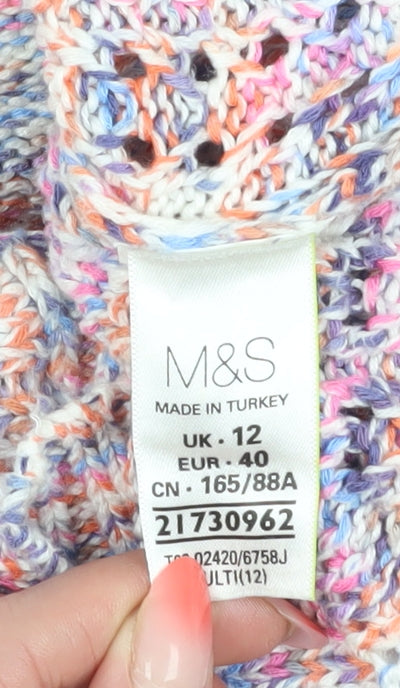 M&S
MADE IN TURKEY
UK · 12
EUR · 40
CN · 165/88A
21730962
02420/6758J